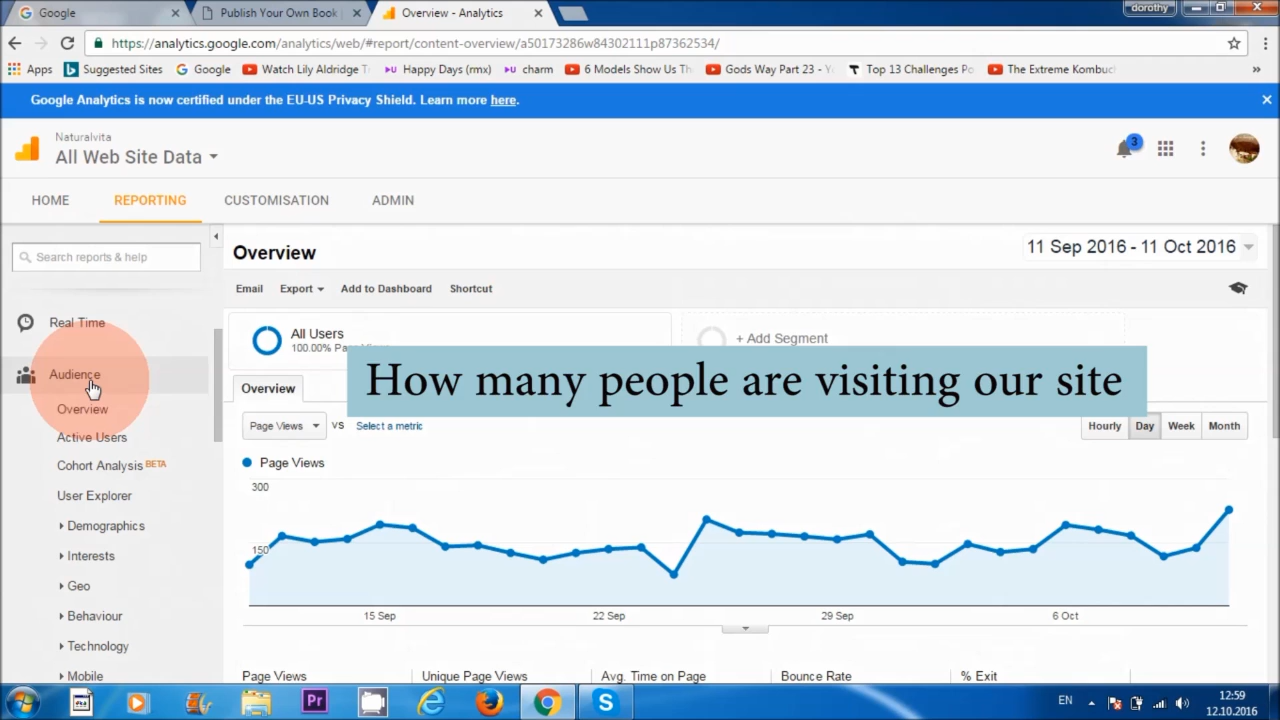 Google
Publish Your Own Book
Overview - Analytics
dorothy
https://analytics.google.com/analytics/web/#report/content-overview/a50173286w84302111p87362534/
Apps Suggested Sites Google Watch Lily Aldridge Happy Days (rmx) charm 6 Models Show Us Gods Way Part 23 - Top 13 Challenges The Extreme Kombuc »
Google Analytics is now certified under the EU-US Privacy Shield. Learn more here.
Naturalvita
All Web Site Data
3
HOME REPORTING CUSTOMISATION ADMIN
Search reports & help
Real Time
Audience
Overview
Active Users
Cohort Analysis BETA
User Explorer
Demographics
Interests
Geo
Behaviour
Technology
Mobile
Overview
11 Sep 2016 - 11 Oct 2016
Email Export Add to Dashboard Shortcut
All Users
100.00%
+ Add Segment
How many people are visiting our site
Overview
Page Views VS Select a metric
Hourly Day Week Month
Page Views
300
150
15 Sep 22 Sep 29 Sep 6 Oct
Page Views Unique Page Views Avg. Time on Page Bounce Rate % Exit
Pr
EN
12:59
12.10.2016